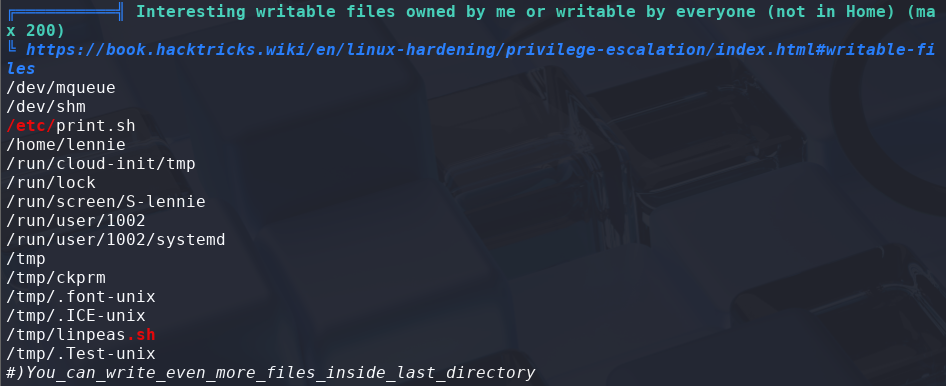 ╔══════════╣ Interesting writable files owned by me or writable by everyone (not in Home) (ma
x 200)
╚ https://book.hacktricks.wiki/en/linux-hardening/privilege-escalation/index.html#writable-fi
les
/dev/mqueue
/dev/shm
/etc/print.sh
/home/lennie
/run/cloud-init/tmp
/run/lock
/run/screen/S-lennie
/run/user/1002
/run/user/1002/systemd
/tmp
/tmp/ckprm
/tmp/.font-unix
/tmp/.ICE-unix
/tmp/linpeas.sh
/tmp/.Test-unix
#)You_can_write_even_more_files_inside_last_directory